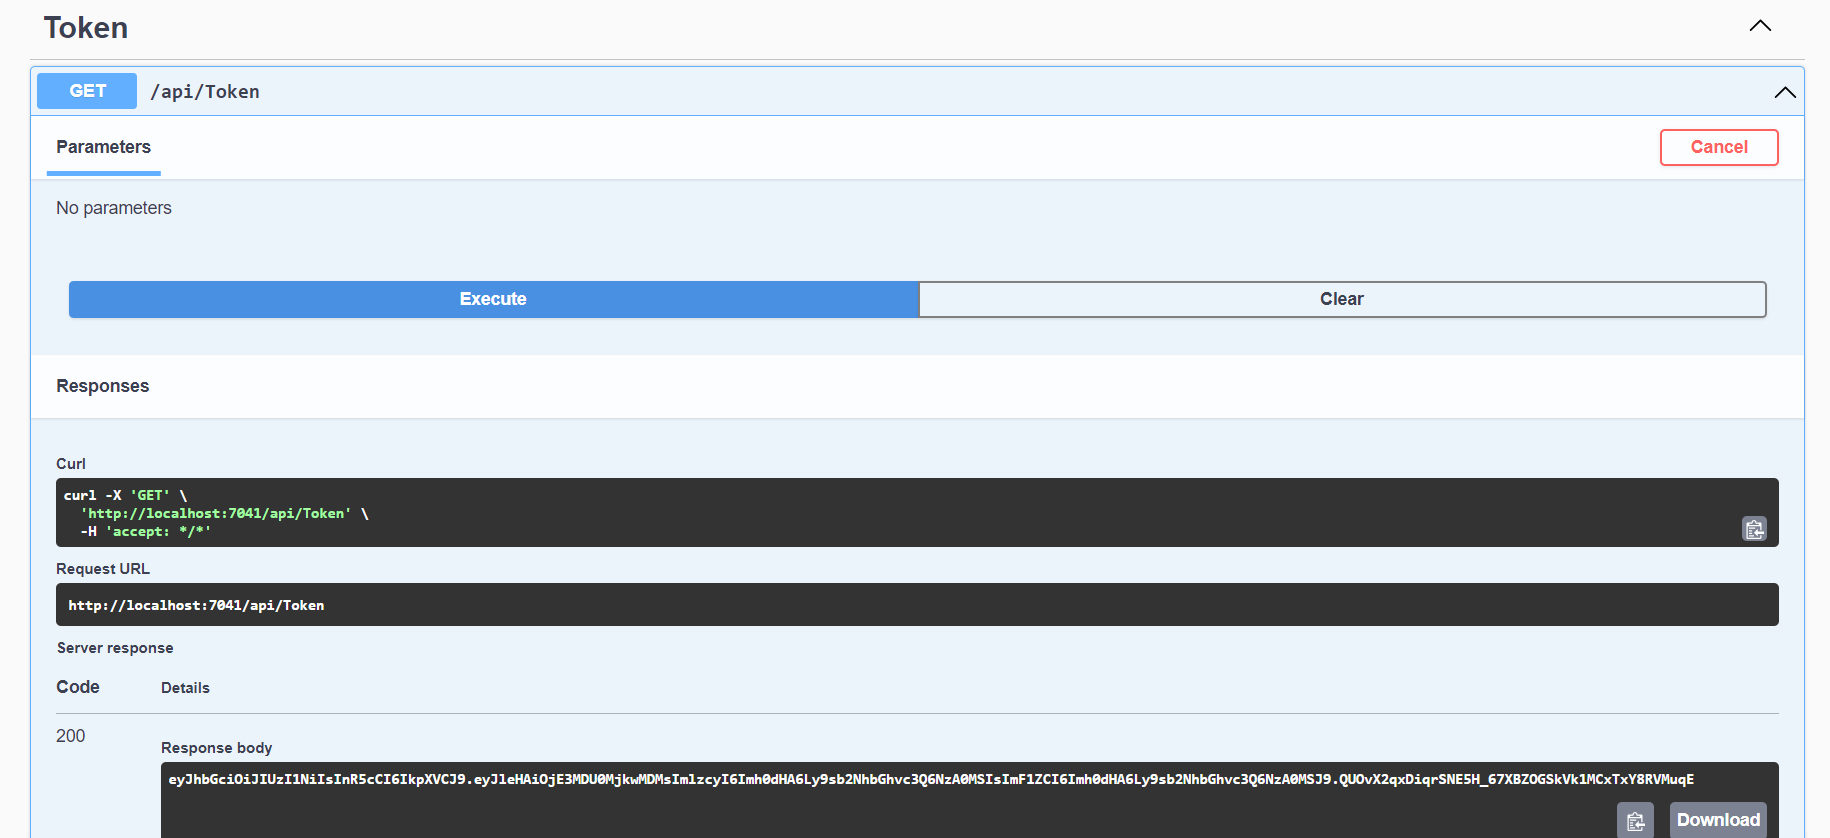 Token
GET /api/Token
Parameters
Cancel
No parameters
Execute
Clear
Responses
Curl
curl -X 'GET' \
'http://localhost:7041/api/Token' \
-H 'accept: */*'
Request URL
http://localhost:7041/api/Token
Server response
Code
Details
200
Response body
eyJhbGciOiJIUzI1NiIsInR5cCI6IkpXVCJ9.eyJleHAiOjE3MDU0MjkwMDMsImlzcyI6Imh0dHA6Ly9sb2NhbGhvc3Q6NzA0MSIsImF1ZCI6Imh0dHA6Ly9sb2NhbGhvc3Q6NzA0MSJ9.QUOvX2qxDiqrSNE5H_67XBZOGSkVk1MCxTxY8RVMuqE
Download